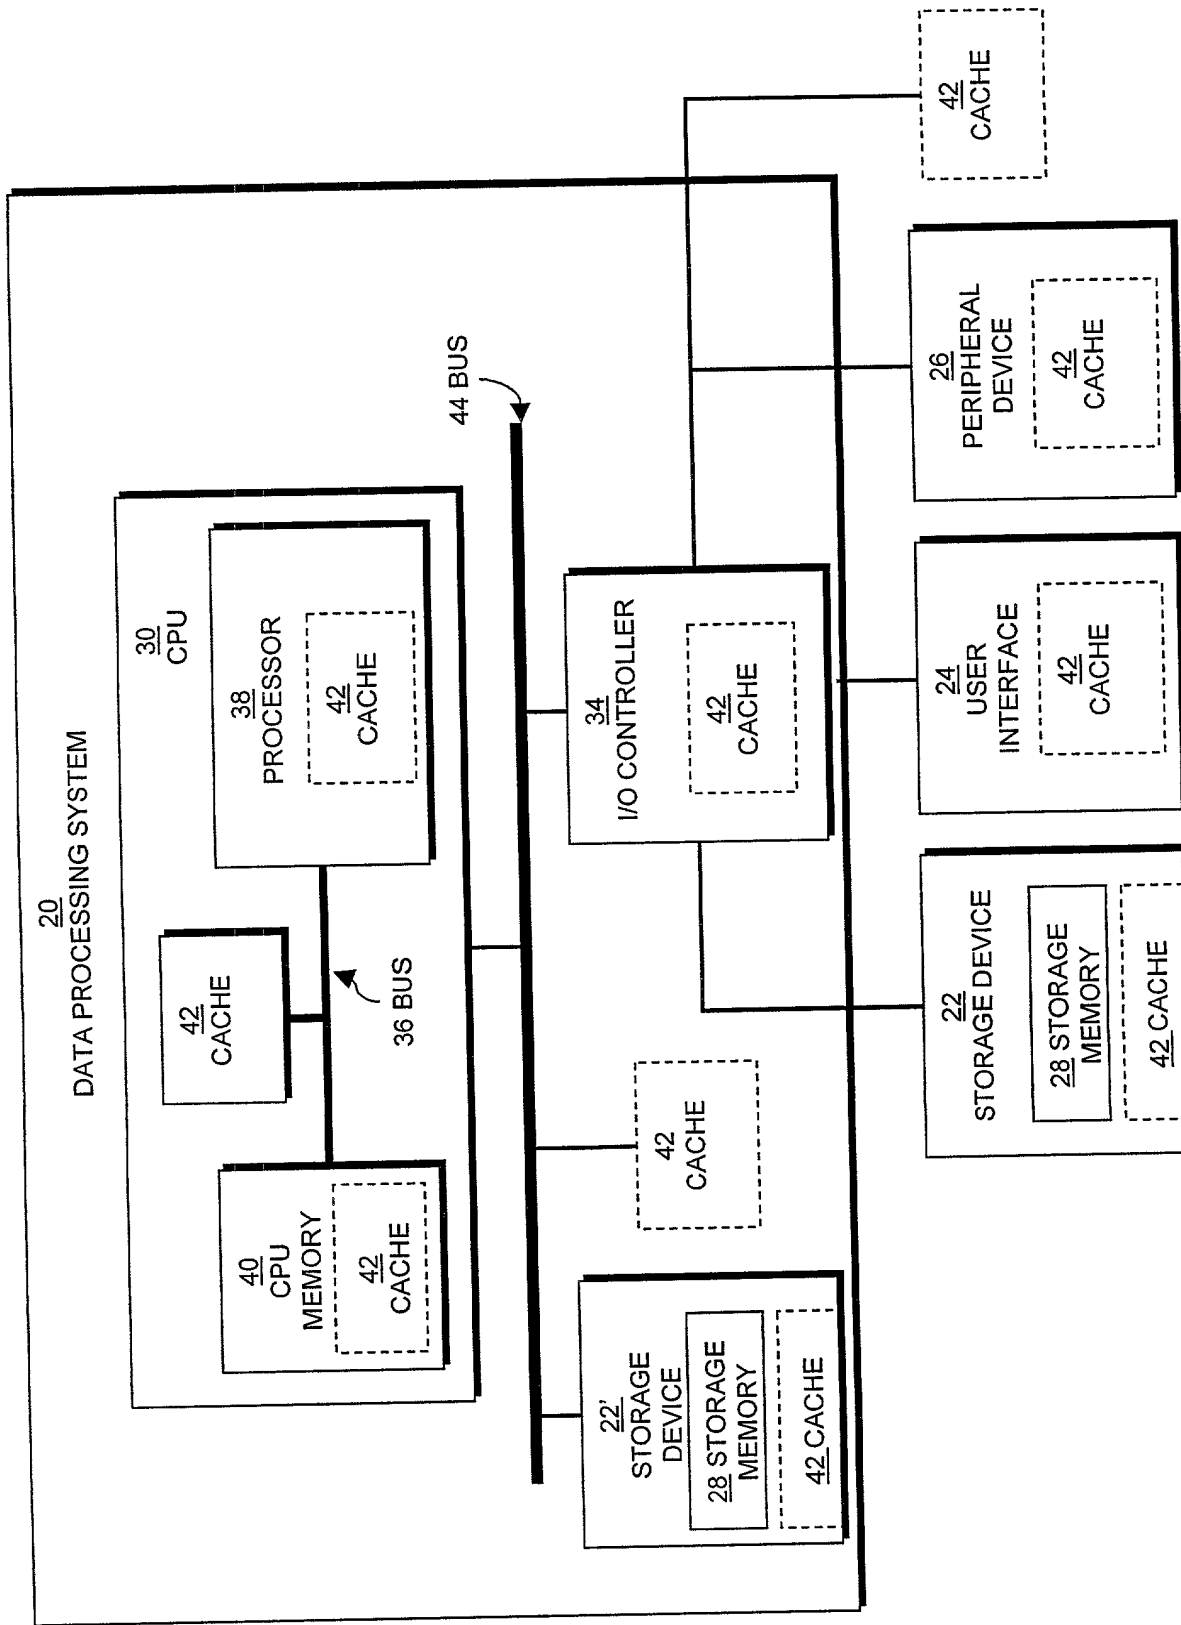 20
DATA PROCESSING SYSTEM
30
CPU
40
CPU
MEMORY
42
CACHE
42
CACHE
36 BUS
38
PROCESSOR
42
CACHE
44 BUS
22'
STORAGE
DEVICE
28 STORAGE
MEMORY
42 CACHE
42
CACHE
34
I/O CONTROLLER
42
CACHE
22
STORAGE DEVICE
28 STORAGE
MEMORY
42 CACHE
24
USER
INTERFACE
42
CACHE
26
PERIPHERAL
DEVICE
42
CACHE
42
CACHE